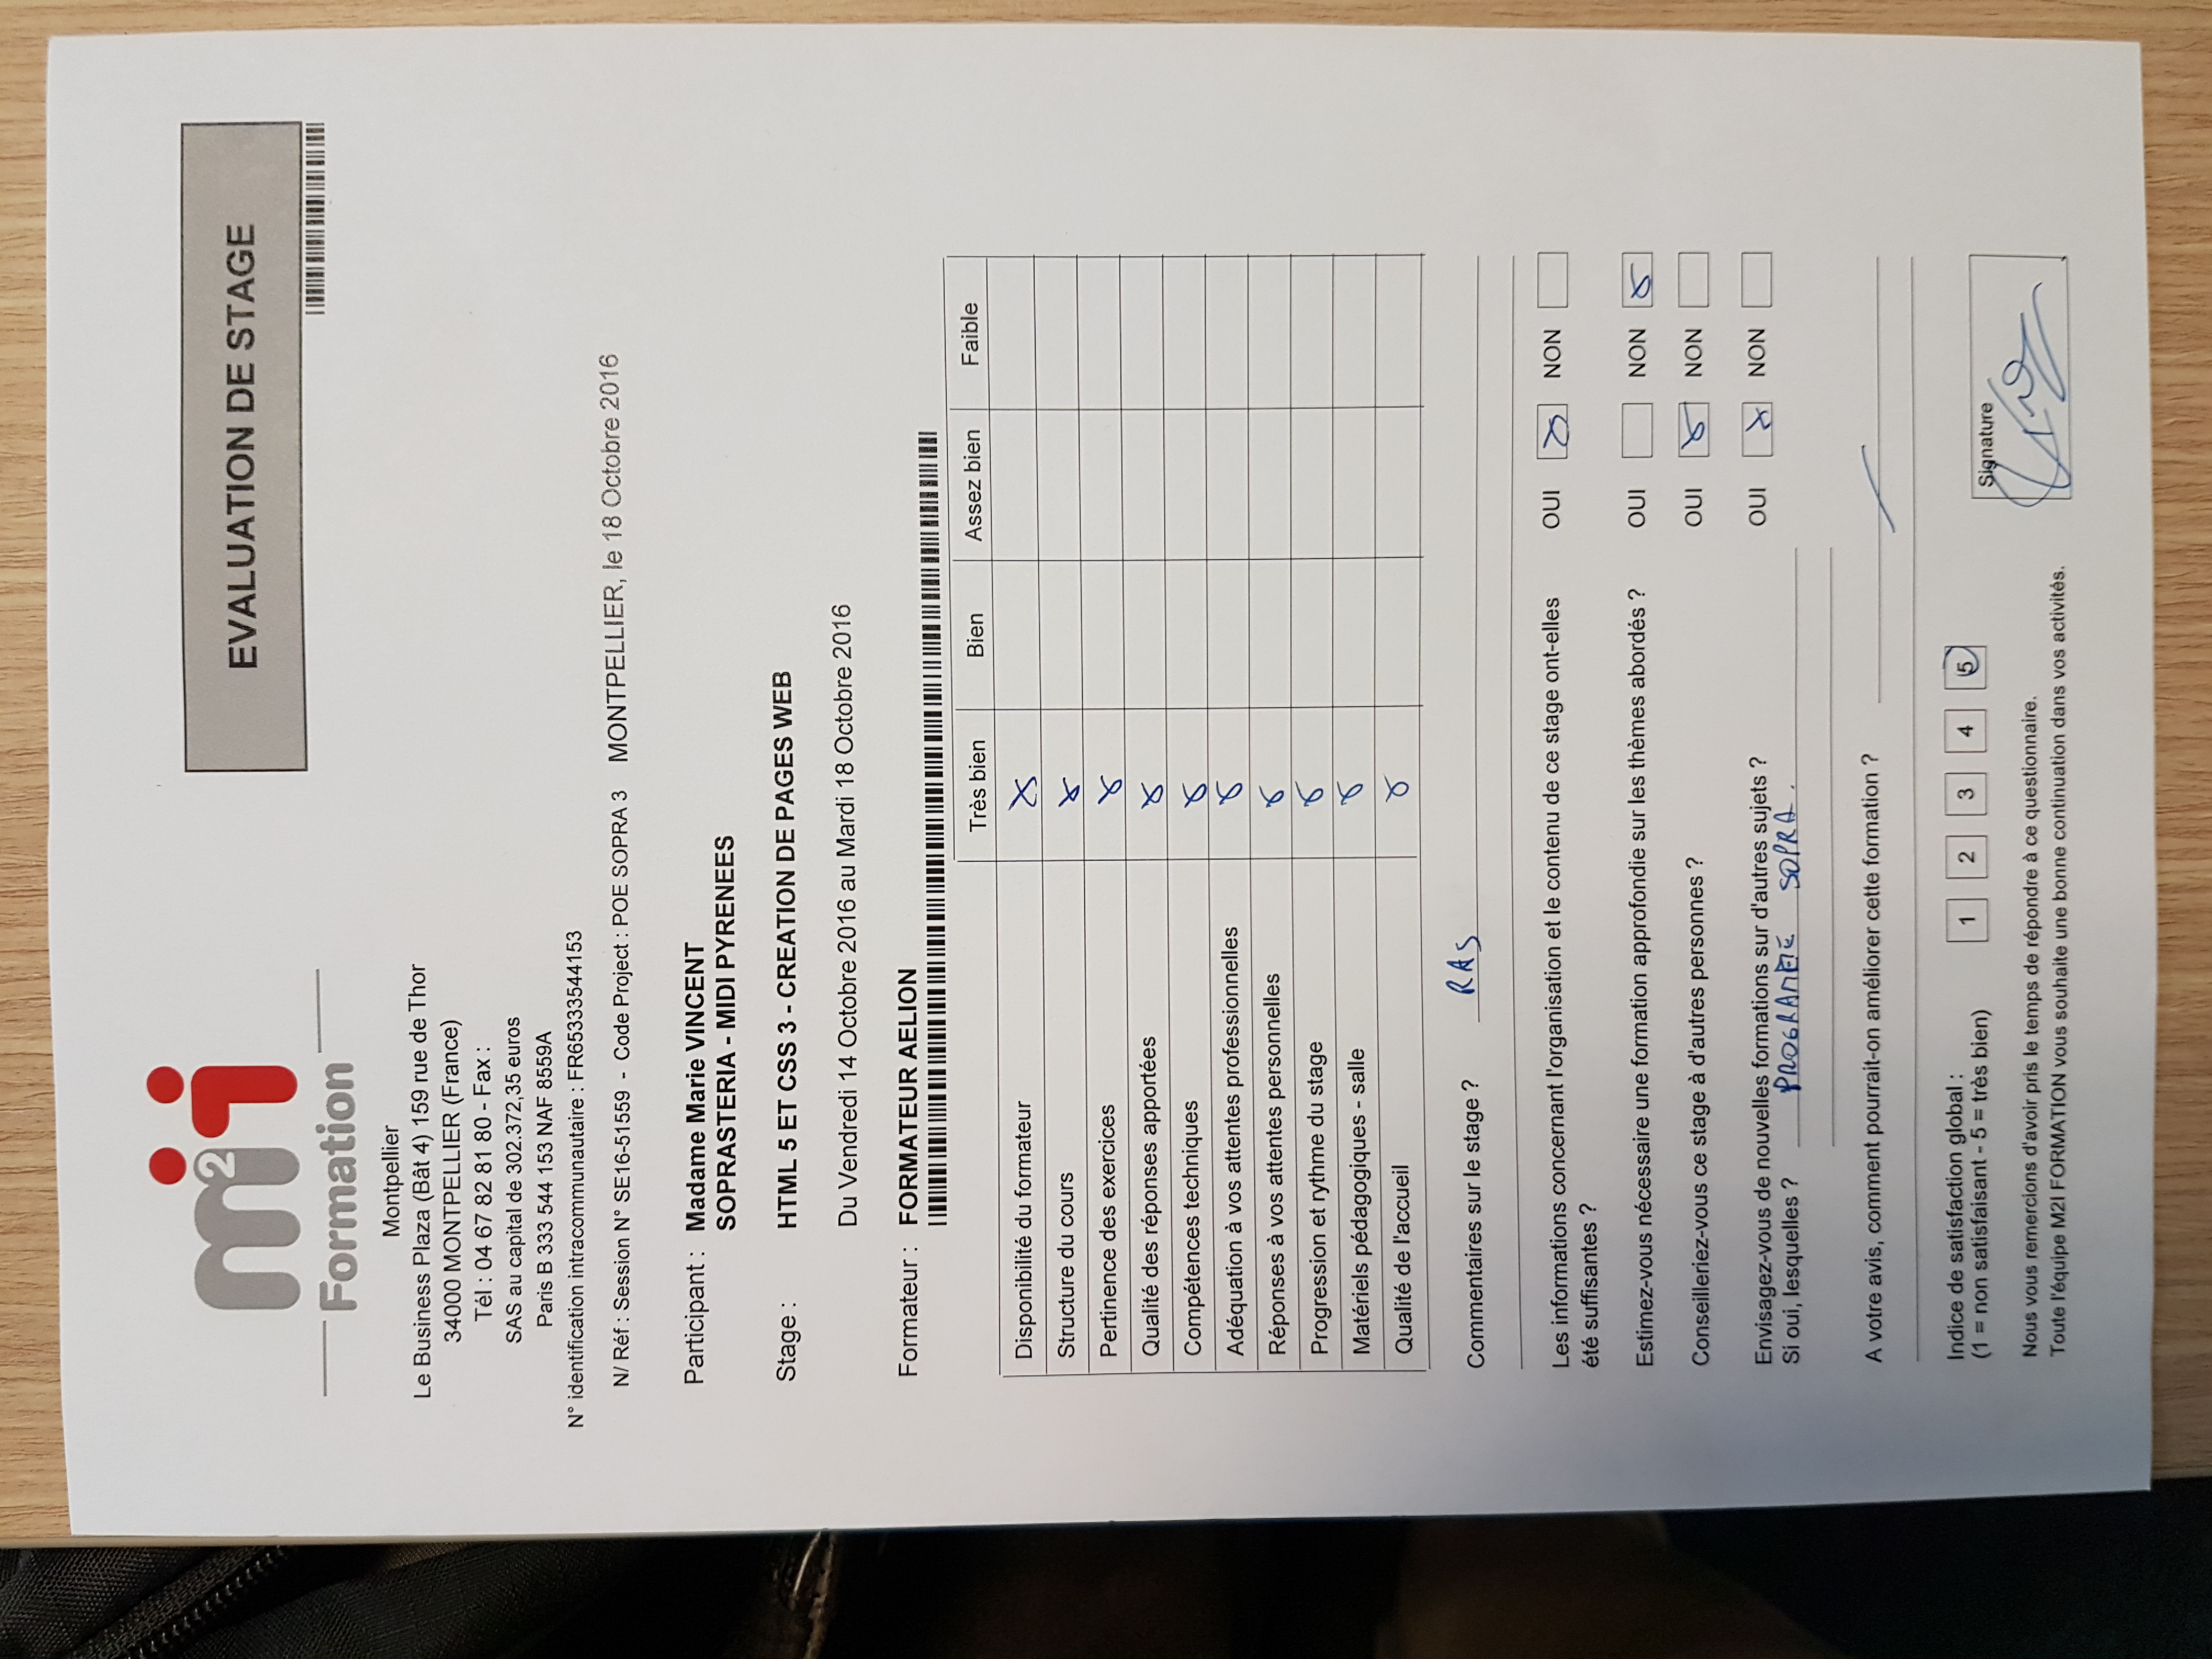 m2i
Formation
EVALUATION DE STAGE
Montpellier
Le Business Plaza (Bât 4) 159 rue de Thor
34000 MONTPELLIER (France)
Tél : 04 67 82 81 80 - Fax :
SAS au capital de 302.372,35 euros
Paris B 333 544 153 NAF 8559A
N° identification intracommunautaire : FR65333544153
N/ Réf : Session N° SE16-51559 - Code Project : POE SOPRA 3 MONTPELLIER, le 18 Octobre 2016
Participant : Madame Marie VINCENT
SOPRASTERIA - MIDI PYRENEES
Stage : HTML 5 ET CSS 3 - CREATION DE PAGES WEB
Du Vendredi 14 Octobre 2016 au Mardi 18 Octobre 2016
Formateur : FORMATEUR AELION
Très bien Bien Assez bien Faible
Disponibilité du formateur X
Structure du cours X
Pertinence des exercices X
Qualité des réponses apportées X
Compétences techniques X
Adéquation à vos attentes professionnelles X
Réponses à vos attentes personnelles X
Progression et rythme du stage X
Matériels pédagogiques - salle X
Qualité de l'accueil X
Commentaires sur le stage ? RAS
Les informations concernant l'organisation et le contenu de ce stage ont-elles OUI X NON
été suffisantes ?
Estimez-vous nécessaire une formation approfondie sur les thèmes abordés ? OUI NON X
Conseilleriez-vous ce stage à d'autres personnes ? OUI X NON
Envisagez-vous de nouvelles formations sur d'autres sujets ? OUI X NON
Si oui, lesquelles ? PROGRAMME SOPRA.
A votre avis, comment pourrait-on améliorer cette formation ?
Indice de satisfaction global : 1 2 3 4 5
(1 = non satisfaisant - 5 = très bien)
Signature
Nous vous remercions d'avoir pris le temps de répondre à ce questionnaire.
Toute l'équipe M2I FORMATION vous souhaite une bonne continuation dans vos activités.